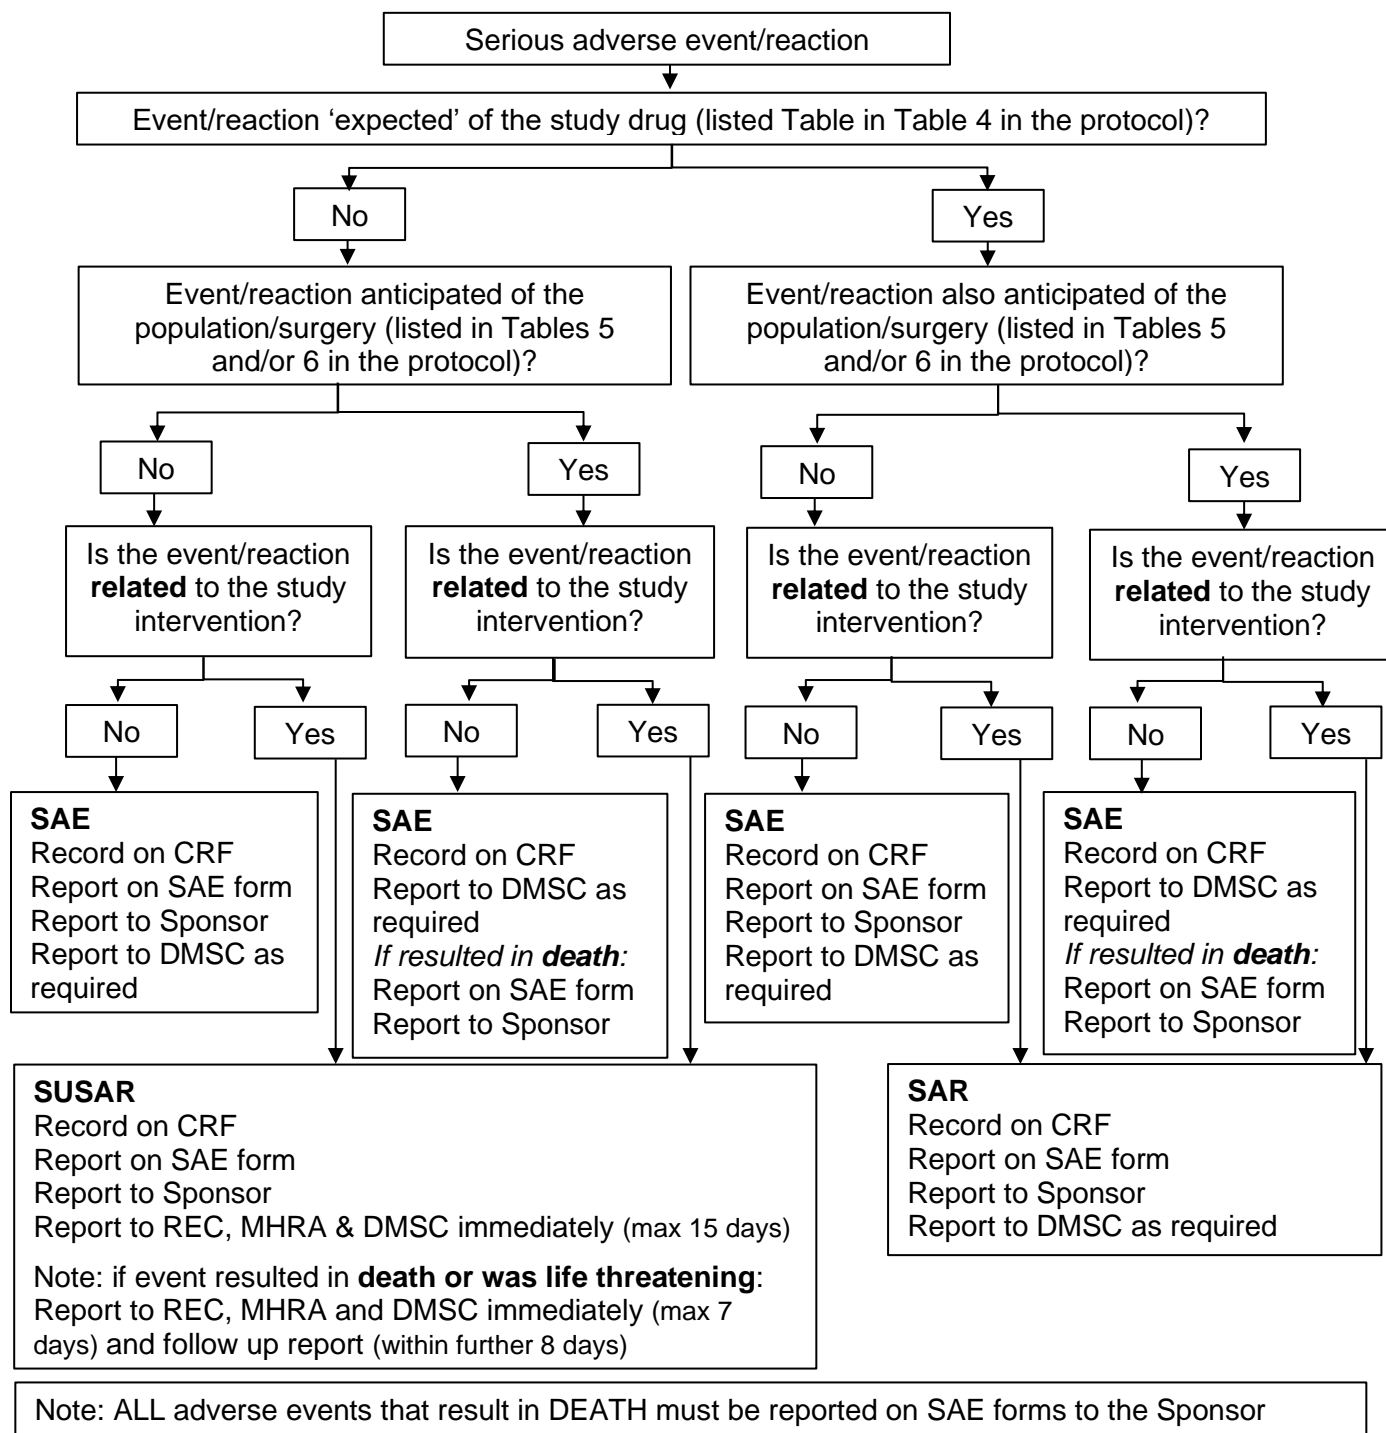 Serious adverse event/reaction
Event/reaction ‘expected’ of the study drug (listed Table in Table 4 in the protocol)?
No
Yes
Event/reaction anticipated of the
population/surgery (listed in Tables 5
and/or 6 in the protocol)?
Event/reaction also anticipated of the
population/surgery (listed in Tables 5
and/or 6 in the protocol)?
No
Yes
No
Yes
Is the event/reaction
related to the study
intervention?
Is the event/reaction
related to the study
intervention?
Is the event/reaction
related to the study
intervention?
Is the event/reaction
related to the study
intervention?
No
Yes
No
Yes
No
Yes
No
Yes
SAE
Record on CRF
Report on SAE form
Report to Sponsor
Report to DMSC as
required
SAE
Record on CRF
Report to DMSC as
required
If resulted in death:
Report on SAE form
Report to Sponsor
SAE
Record on CRF
Report on SAE form
Report to Sponsor
Report to DMSC as
required
SAE
Record on CRF
Report to DMSC as
required
If resulted in death:
Report on SAE form
Report to Sponsor
SUSAR
Record on CRF
Report on SAE form
Report to Sponsor
Report to REC, MHRA & DMSC immediately (max 15 days)
Note: if event resulted in death or was life threatening:
Report to REC, MHRA and DMSC immediately (max 7
days) and follow up report (within further 8 days)
SAR
Record on CRF
Report on SAE form
Report to Sponsor
Report to DMSC as required
Note: ALL adverse events that result in DEATH must be reported on SAE forms to the Sponsor